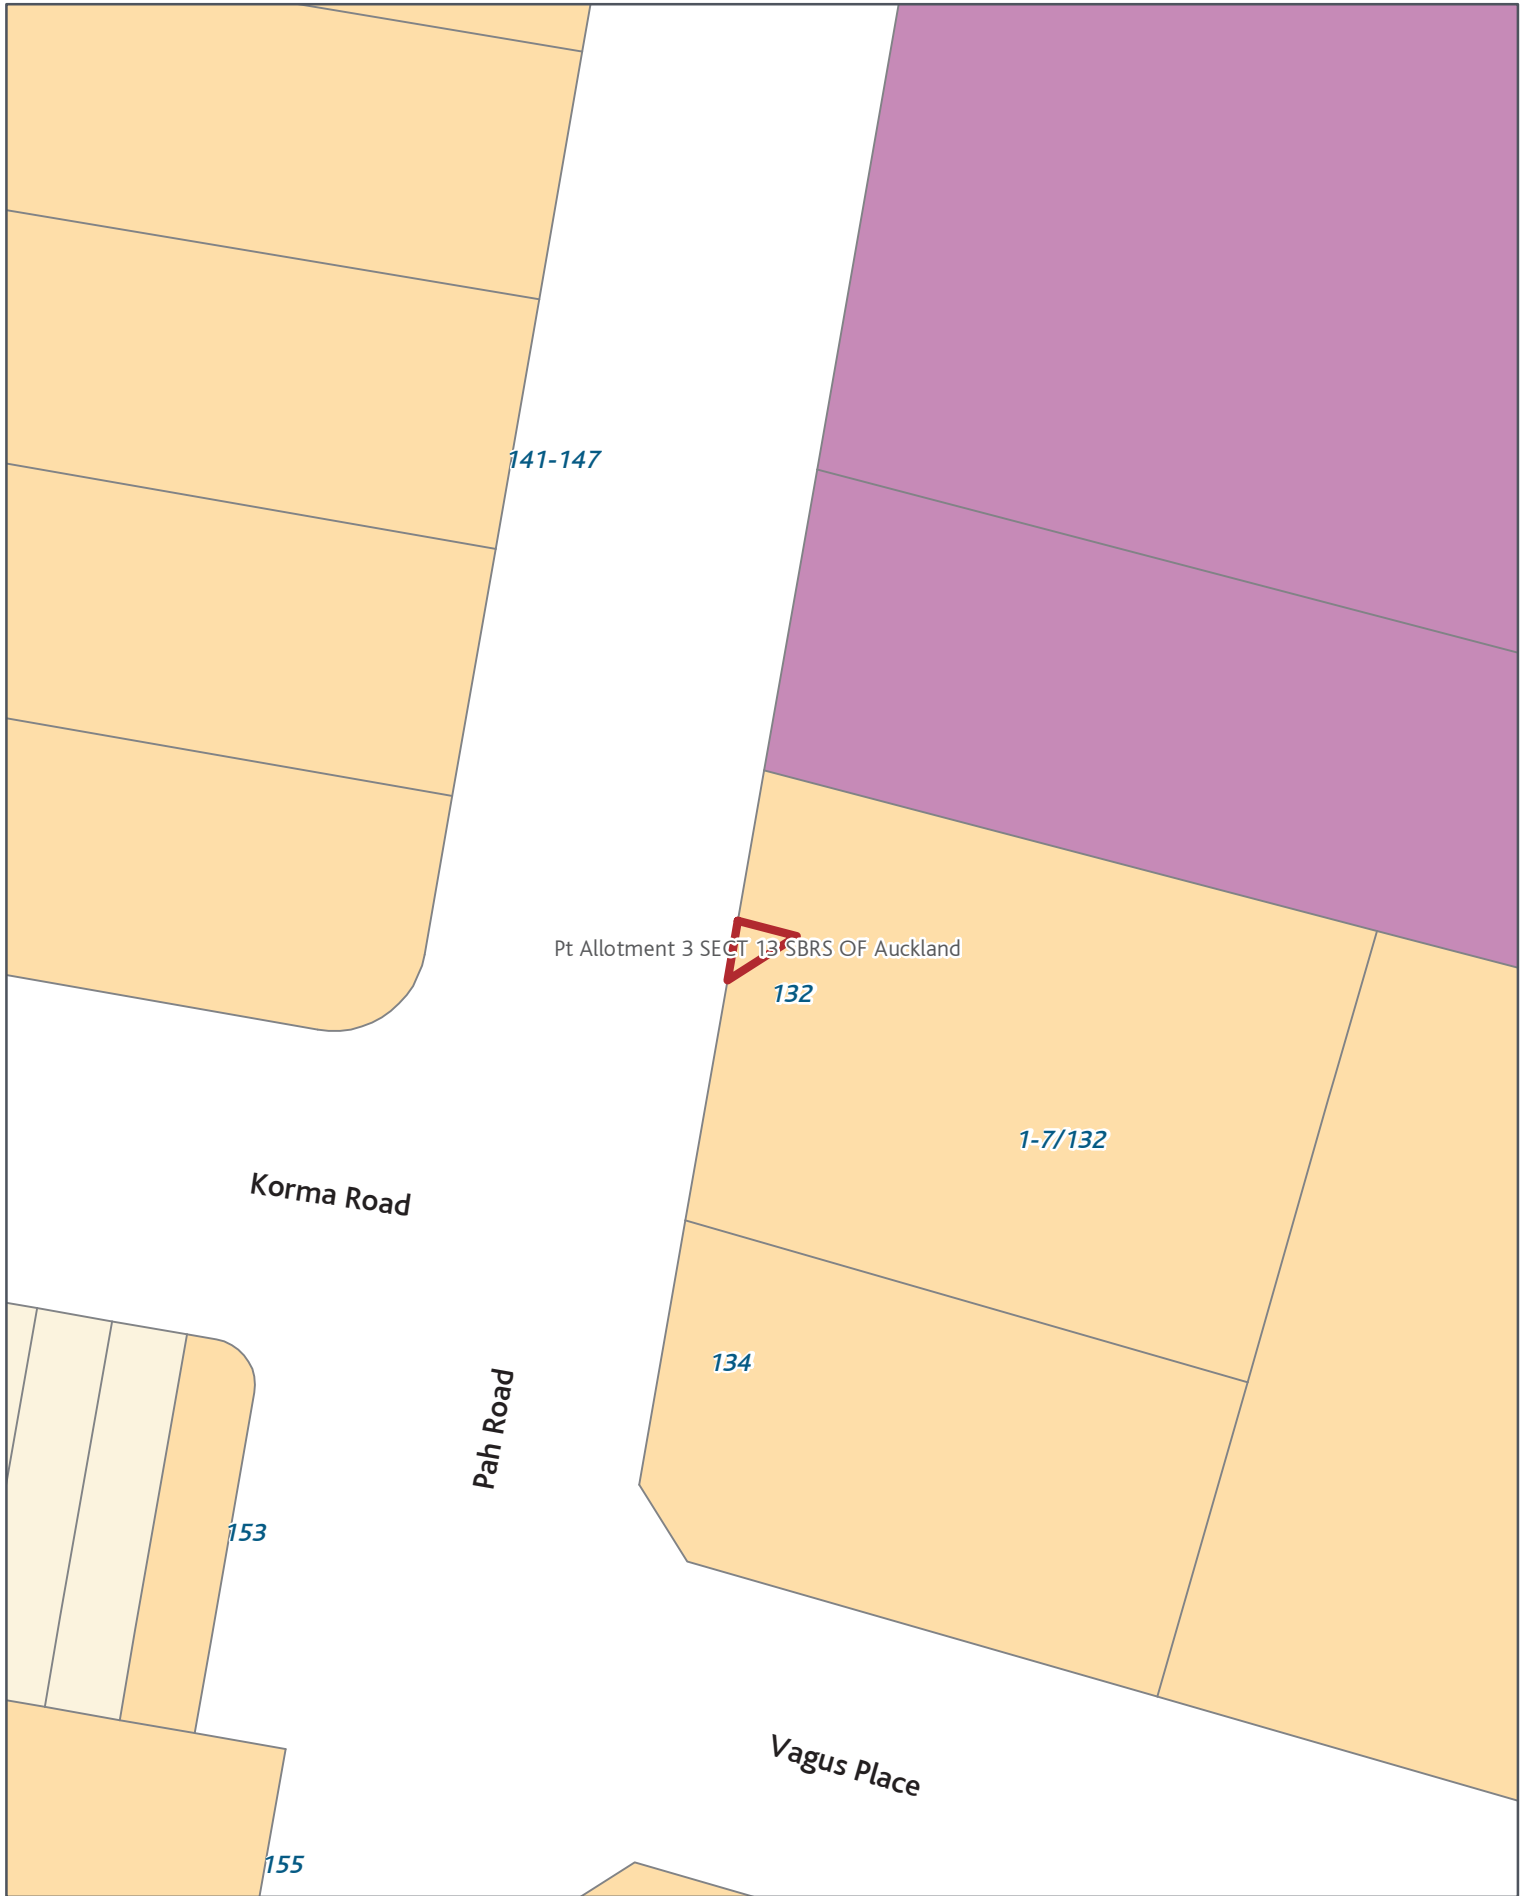 141-147
Pt Allotment 3 SECT 13 SBRS OF Auckland
132
1-7/132
Korma Road
134
Pah Road
153
Vagus Place
155